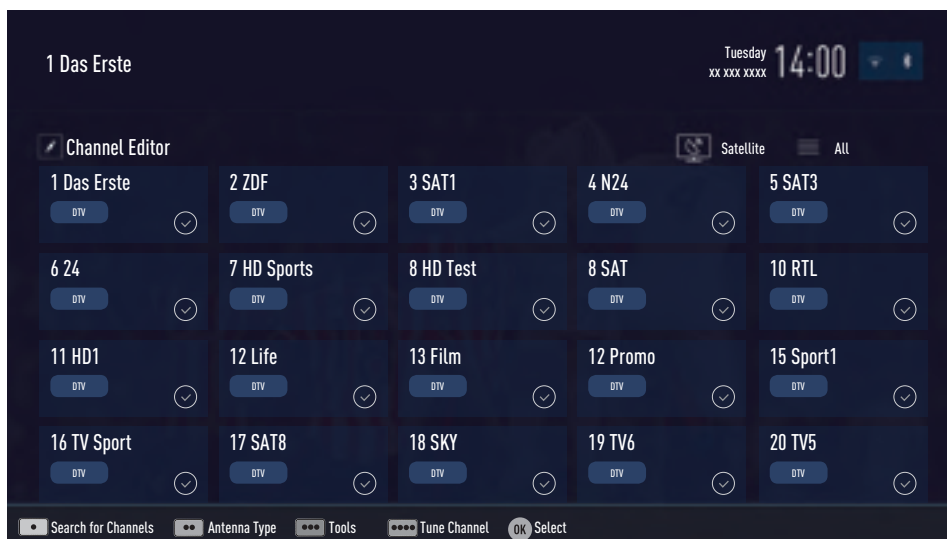 1 Das Erste
Tuesday
xx xxx xxxx
14:00
Channel Editor
Satellite
All
1 Das Erste
DTV
2 ZDF
DTV
3 SAT1
DTV
4 N24
DTV
5 SAT3
DTV
6 24
DTV
7 HD Sports
DTV
8 HD Test
DTV
8 SAT
DTV
10 RTL
DTV
11 HD1
DTV
12 Life
DTV
13 Film
DTV
12 Promo
DTV
15 Sport1
DTV
16 TV Sport
DTV
17 SAT8
DTV
18 SKY
DTV
19 TV6
DTV
20 TV5
DTV
Search for Channels
Antenna Type
Tools
Tune Channel
OK Select